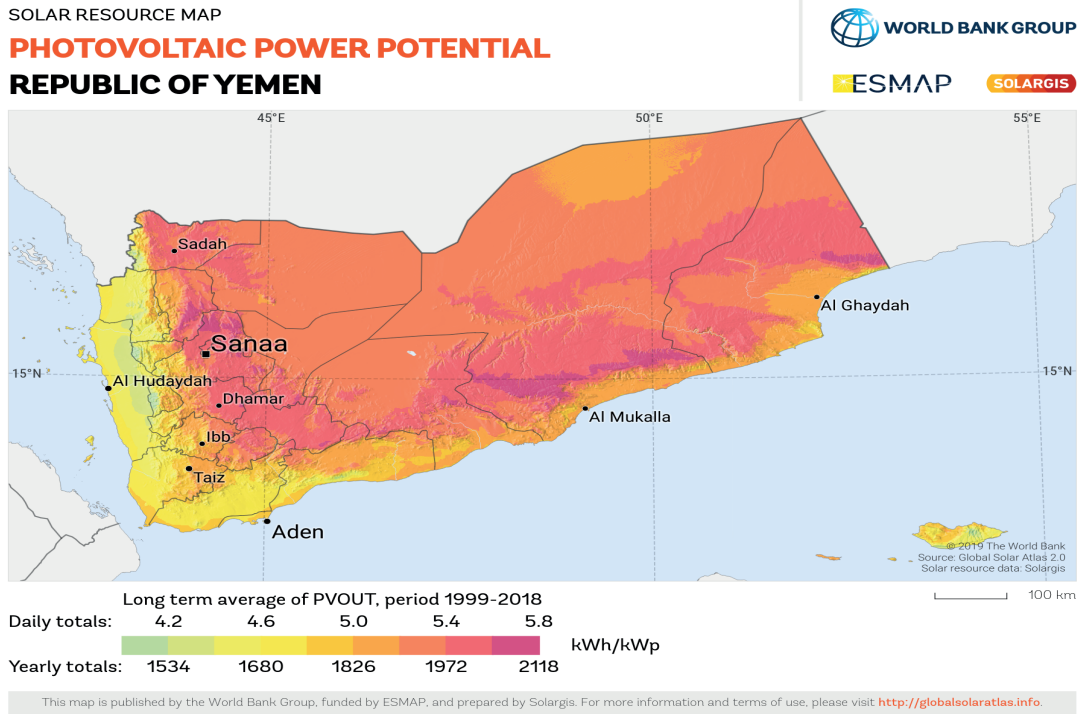 SOLAR RESOURCE MAP
PHOTOVOLTAIC POWER POTENTIAL
REPUBLIC OF YEMEN
WORLD BANK GROUP
ESMAP
SOLARGIS
45°E
50°E
55°E
Sadah
Al Ghaydah
Sanaa
15°N
15°N
Al Hudaydah
Dhamar
Al Mukalla
Ibb
Taiz
Aden
© 2019 The World Bank
Source: Global Solar Atlas 2.0
Solar resource data: Solargis
100 km
Long term average of PVOUT, period 1999-2018
Daily totals: 4.2 4.6 5.0 5.4 5.8
kWh/kWp
Yearly totals: 1534 1680 1826 1972 2118
This map is published by the World Bank Group, funded by ESMAP, and prepared by Solargis. For more information and terms of use, please visit http://globalsolaratlas.info.